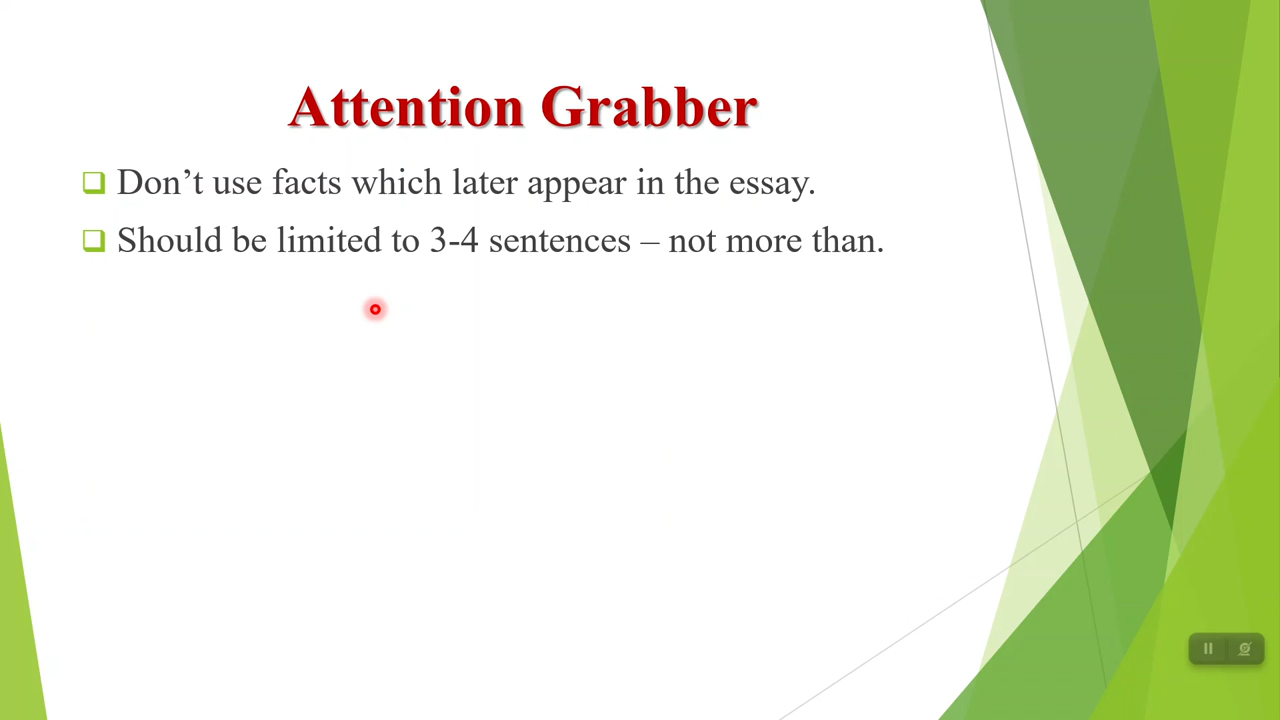 Attention Grabber
Don’t use facts which later appear in the essay.
Should be limited to 3-4 sentences – not more than.